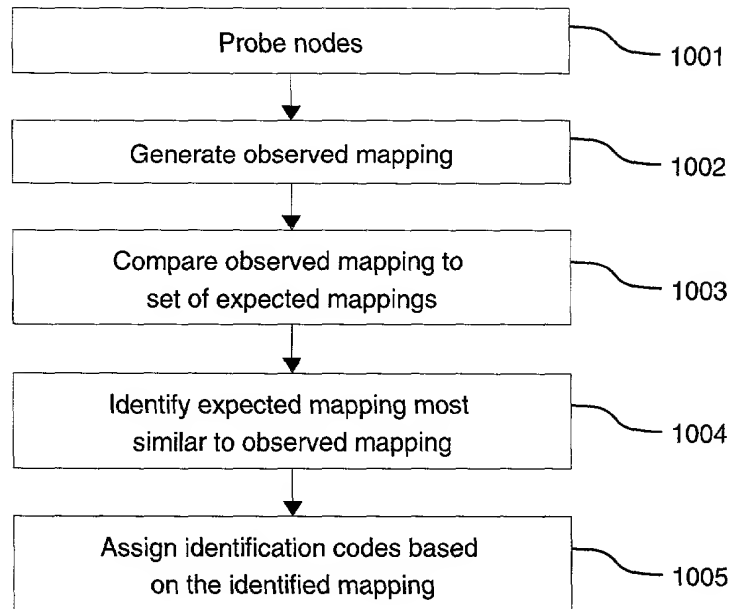 Probe nodes
1001
Generate observed mapping
1002
Compare observed mapping to
set of expected mappings
1003
Identify expected mapping most
similar to observed mapping
1004
Assign identification codes based
on the identified mapping
1005